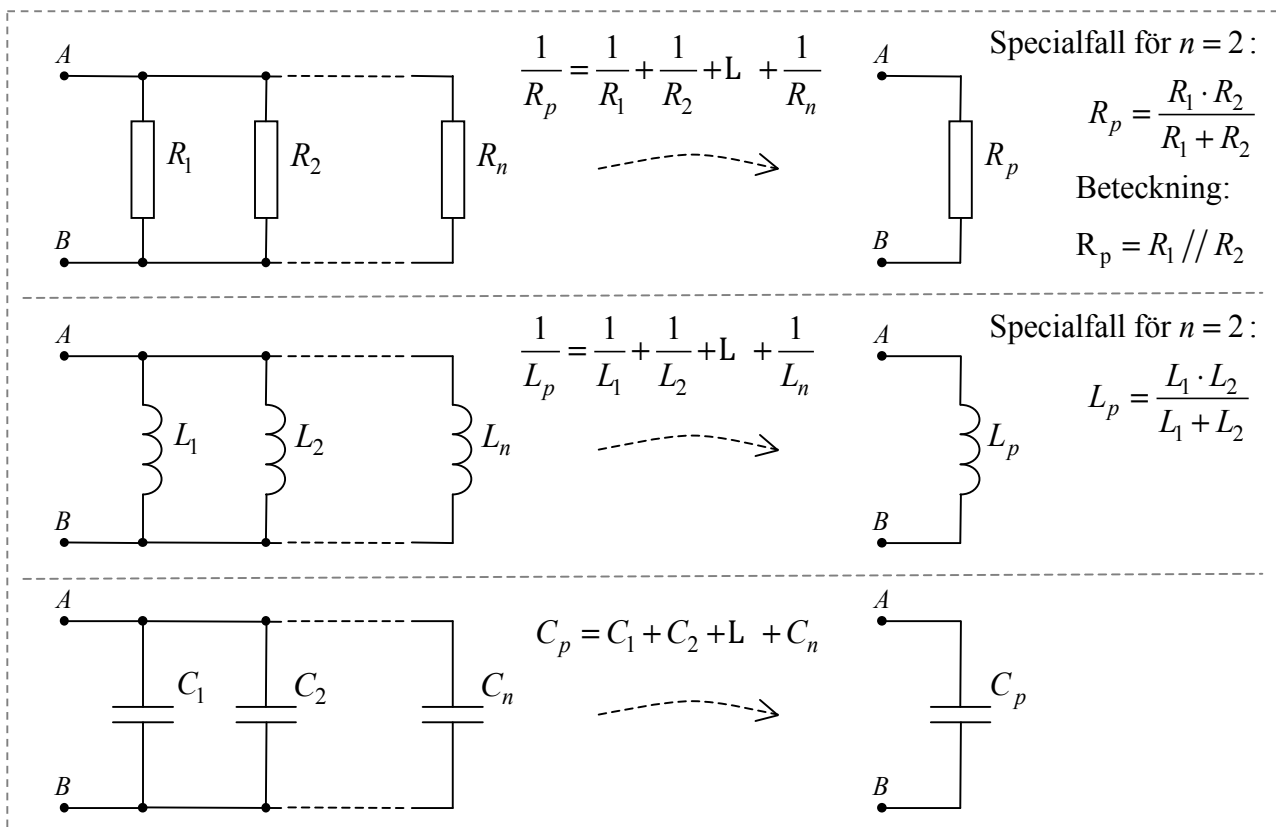 A
B
R₁
R₂
Rₙ
1/Rₚ = 1/R₁ + 1/R₂ +L + 1/Rₙ
A
B
Rₚ
Specialfall för n = 2 :
Rₚ = R₁ · R₂ / R₁ + R₂
Beteckning:
Rₚ = R₁ // R₂
A
B
L₁
L₂
Lₙ
1/Lₚ = 1/L₁ + 1/L₂ +L + 1/Lₙ
A
B
Lₚ
Specialfall för n = 2 :
Lₚ = L₁ · L₂ / L₁ + L₂
A
B
C₁
C₂
Cₙ
Cₚ = C₁ + C₂ +L + Cₙ
A
B
Cₚ